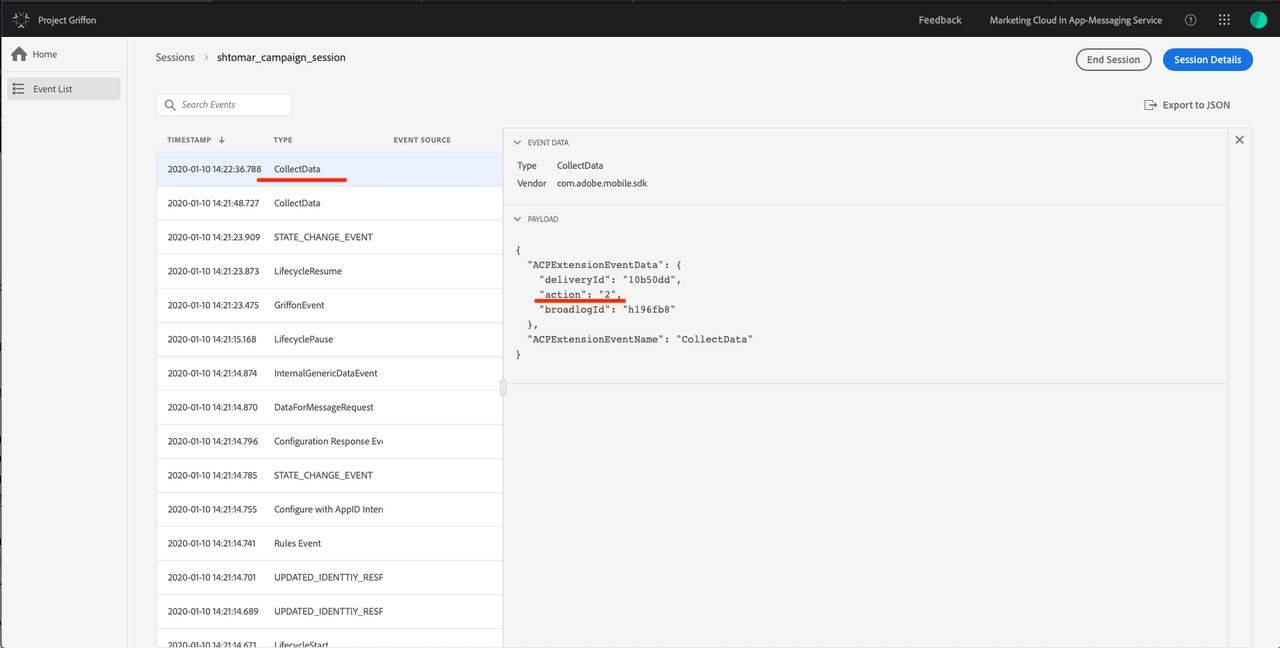 Project Griffon
Feedback
Marketing Cloud In App-Messaging Service
Home
Event List
Sessions > shtomar_campaign_session
End Session
Session Details
Search Events
Export to JSON
TIMESTAMP TYPE EVENT SOURCE
2020-01-10 14:22:36.788 CollectData
2020-01-10 14:21:48.727 CollectData
2020-01-10 14:21:23.909 STATE_CHANGE_EVENT
2020-01-10 14:21:23.873 LifecycleResume
2020-01-10 14:21:23.475 GriffonEvent
2020-01-10 14:21:15.168 LifecyclePause
2020-01-10 14:21:14.874 InternalGenericDataEvent
2020-01-10 14:21:14.870 DataForMessageRequest
2020-01-10 14:21:14.796 Configuration Response Eve
2020-01-10 14:21:14.785 STATE_CHANGE_EVENT
2020-01-10 14:21:14.755 Configure with AppID Inter
2020-01-10 14:21:14.741 Rules Event
2020-01-10 14:21:14.701 UPDATED_IDENTTIY_RESP
2020-01-10 14:21:14.689 UPDATED_IDENTTIY_RESP
2020-01-10 14:21:14.671 LifecycleStart
EVENT DATA
Type CollectData
Vendor com.adobe.mobile.sdk
PAYLOAD
{
"ACPExtensionEventData": {
"deliveryId": "10b50dd",
"action": "2",
"broadlogId": "h196fb8"
},
"ACPExtensionEventName": "CollectData"
}